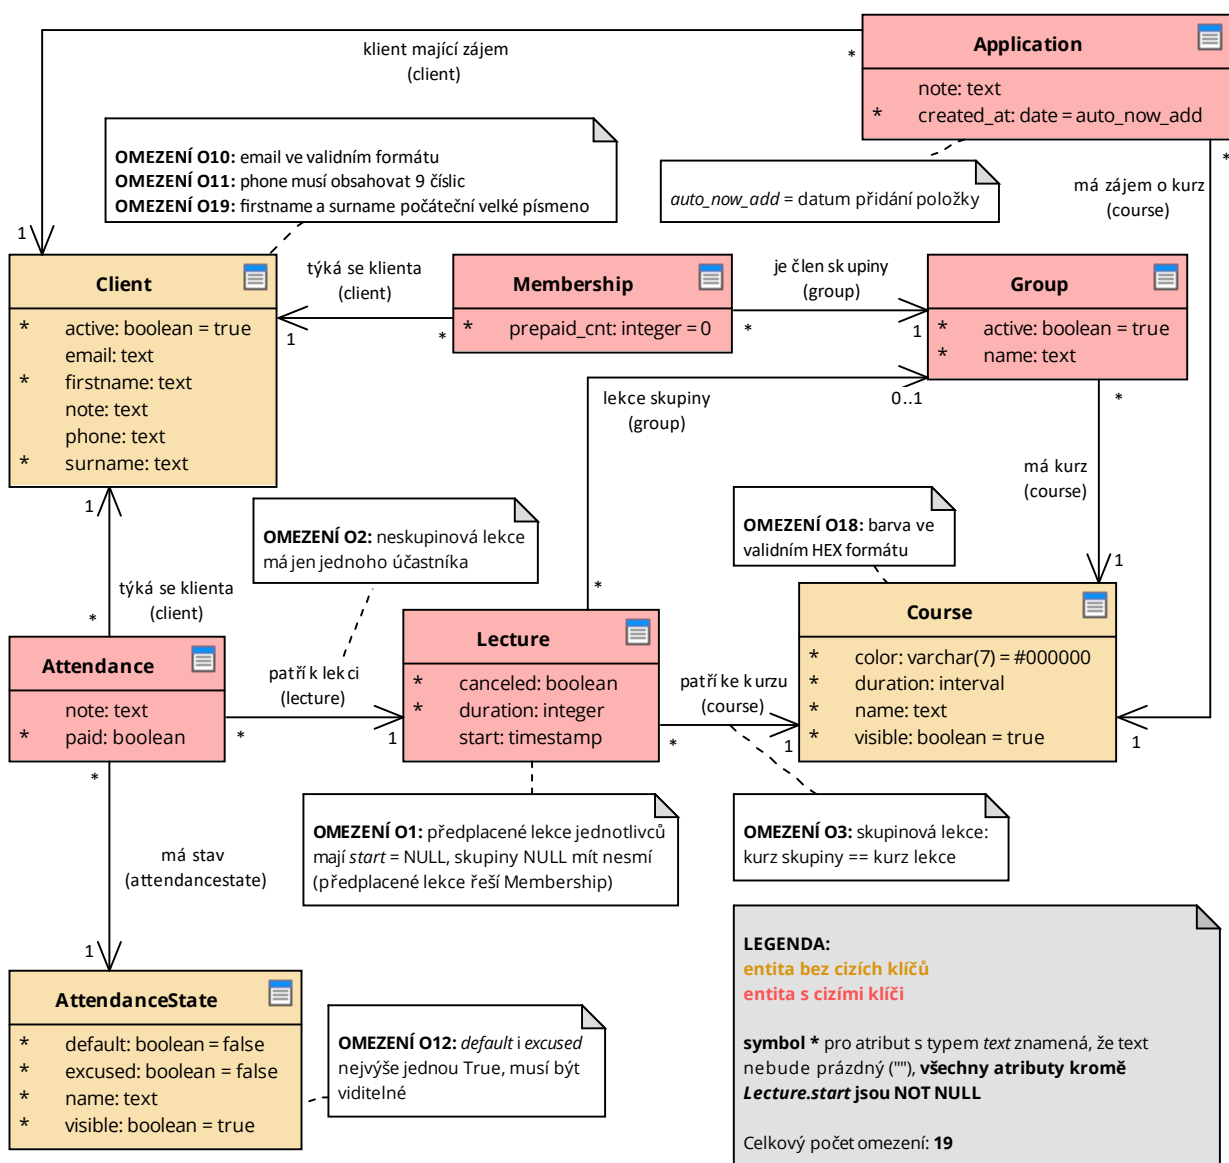 Application
note: text
* created_at: date = auto_now_add
klient mající zájem
(client)
*
1
OMEZENÍ O10: email ve validním formátu
OMEZENÍ O11: phone musí obsahovat 9 číslic
OMEZENÍ O19: firstname a surname počáteční velké písmeno
auto_now_add = datum přidání položky
má zájem o kurz
(course)
*
1
Client
* active: boolean = true
email: text
* firstname: text
note: text
phone: text
* surname: text
týká se klienta
(client)
1
*
Membership
* prepaid_cnt: integer = 0
je člen skupiny
(group)
*
1
Group
* active: boolean = true
* name: text
lekce skupiny
(group)
0..1
*
má kurz
(course)
*
1
OMEZENÍ O2: neskupinová lekce
má jen jednoho účastníka
OMEZENÍ O18: barva ve
validním HEX formátu
1
týká se klienta
(client)
*
Attendance
note: text
* paid: boolean
patří k lekci
(lecture)
*
1
Lecture
* canceled: boolean
* duration: integer
start: timestamp
patří ke kurzu
(course)
*
1
Course
* color: varchar(7) = #000000
* duration: interval
* name: text
* visible: boolean = true
OMEZENÍ O1: předplacené lekce jednotlivců
mají start = NULL, skupiny NULL mít nesmí
(předplacené lekce řeší Membership)
OMEZENÍ O3: skupinová lekce:
kurz skupiny == kurz lekce
*
má stav
(attendancestate)
1
AttendanceState
* default: boolean = false
* excused: boolean = false
* name: text
* visible: boolean = true
OMEZENÍ O12: default i excused
nejvýše jednou True, musí být
viditelné
LEGENDA:
entita bez cizích klíčů
entita s cizími klíči
symbol * pro atribut s typem text znamená, že text
nebude prázdný (""), všechny atributy kromě
Lecture.start jsou NOT NULL
Celkový počet omezení: 19